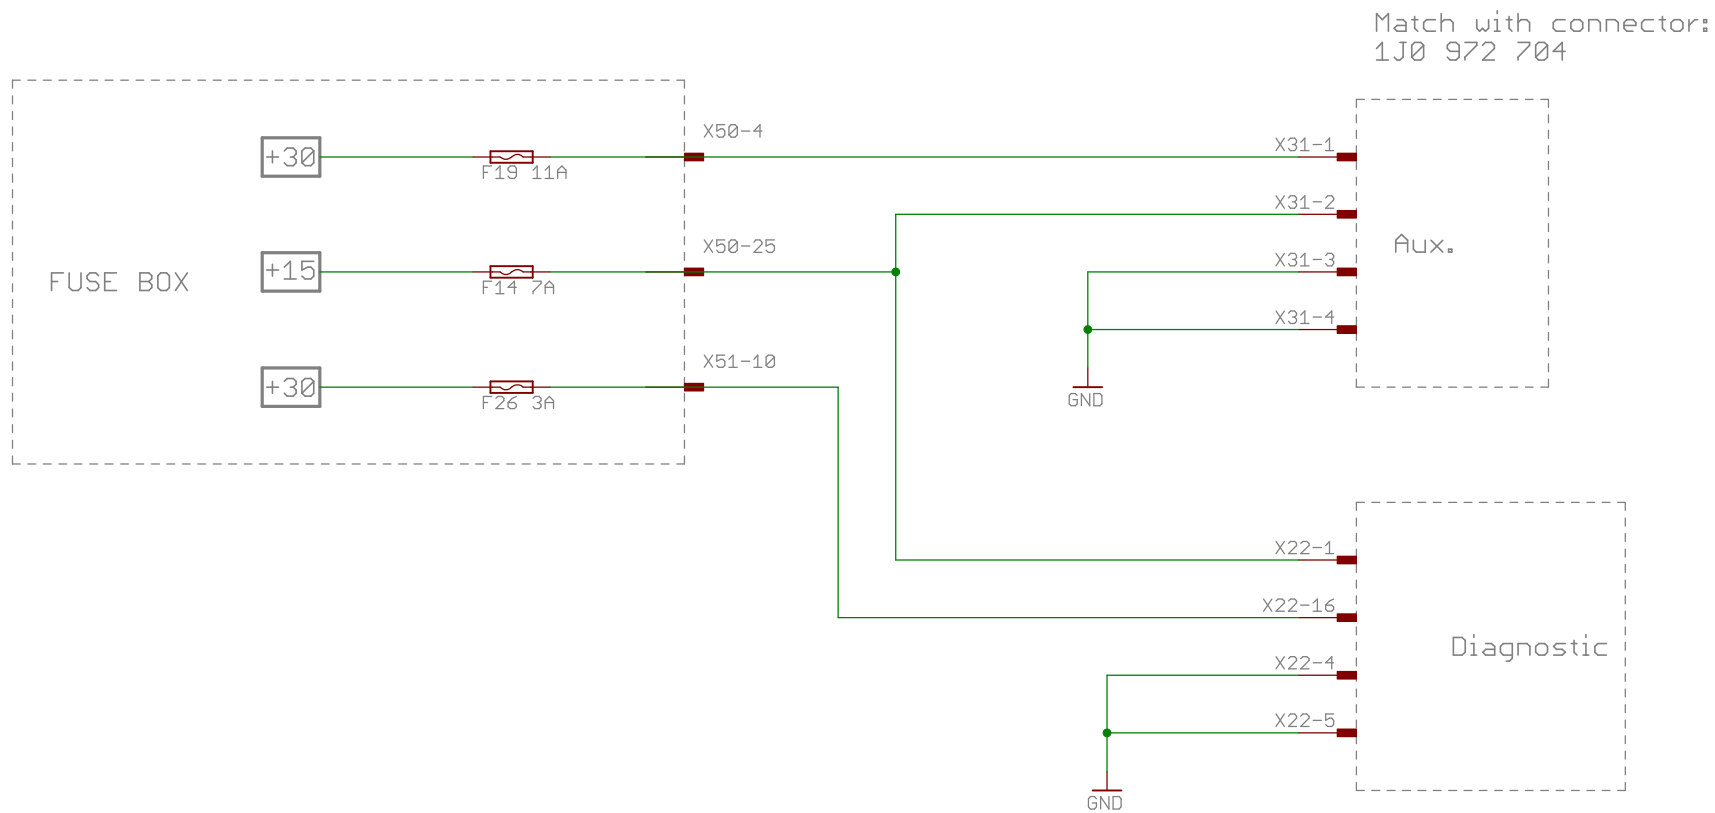 Match with connector:
1J0 972 704
FUSE BOX
+30
F19 11A
X50-4
+15
F14 7A
X50-25
+30
F26 3A
X51-10
X31-1
X31-2
X31-3
X31-4
Aux.
GND
X22-1
X22-16
X22-4
X22-5
Diagnostic
GND